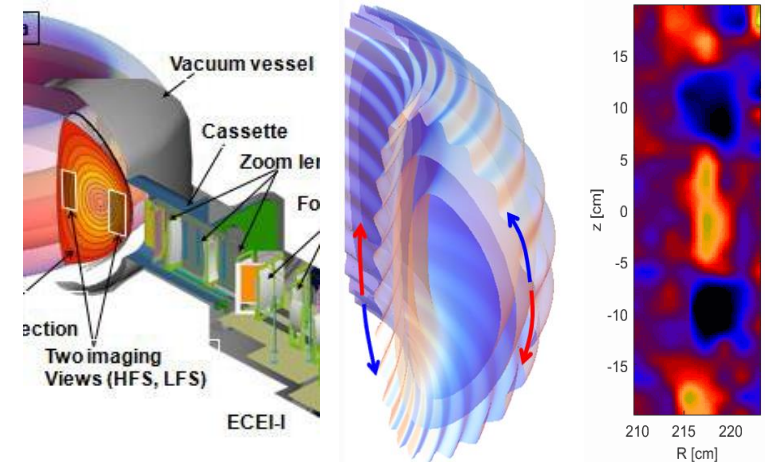 a
Vacuum vessel
Cassette
Zoom ler
Fo
ection
Two imaging
Views (HFS, LFS)
ECEI-I
z [cm]
15
10
5
0
-5
-10
-15
210 215 220
R [cm]